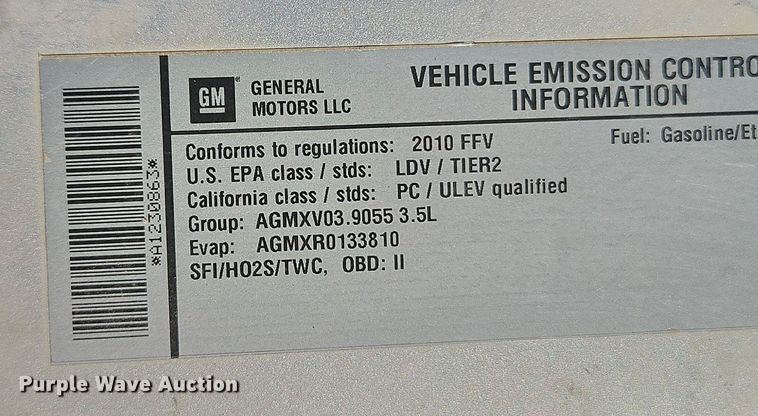 *A1230863*
GM
GENERAL
MOTORS LLC
VEHICLE EMISSION CONTRO
INFORMATION
Conforms to regulations: 2010 FFV
Fuel: Gasoline/Et
U.S. EPA class / stds: LDV / TIER2
California class / stds: PC / ULEV qualified
Group: AGMXV03.9055 3.5L
Evap: AGMXR0133810
SFI/HO2S/TWC, OBD: II
Purple Wave Auction